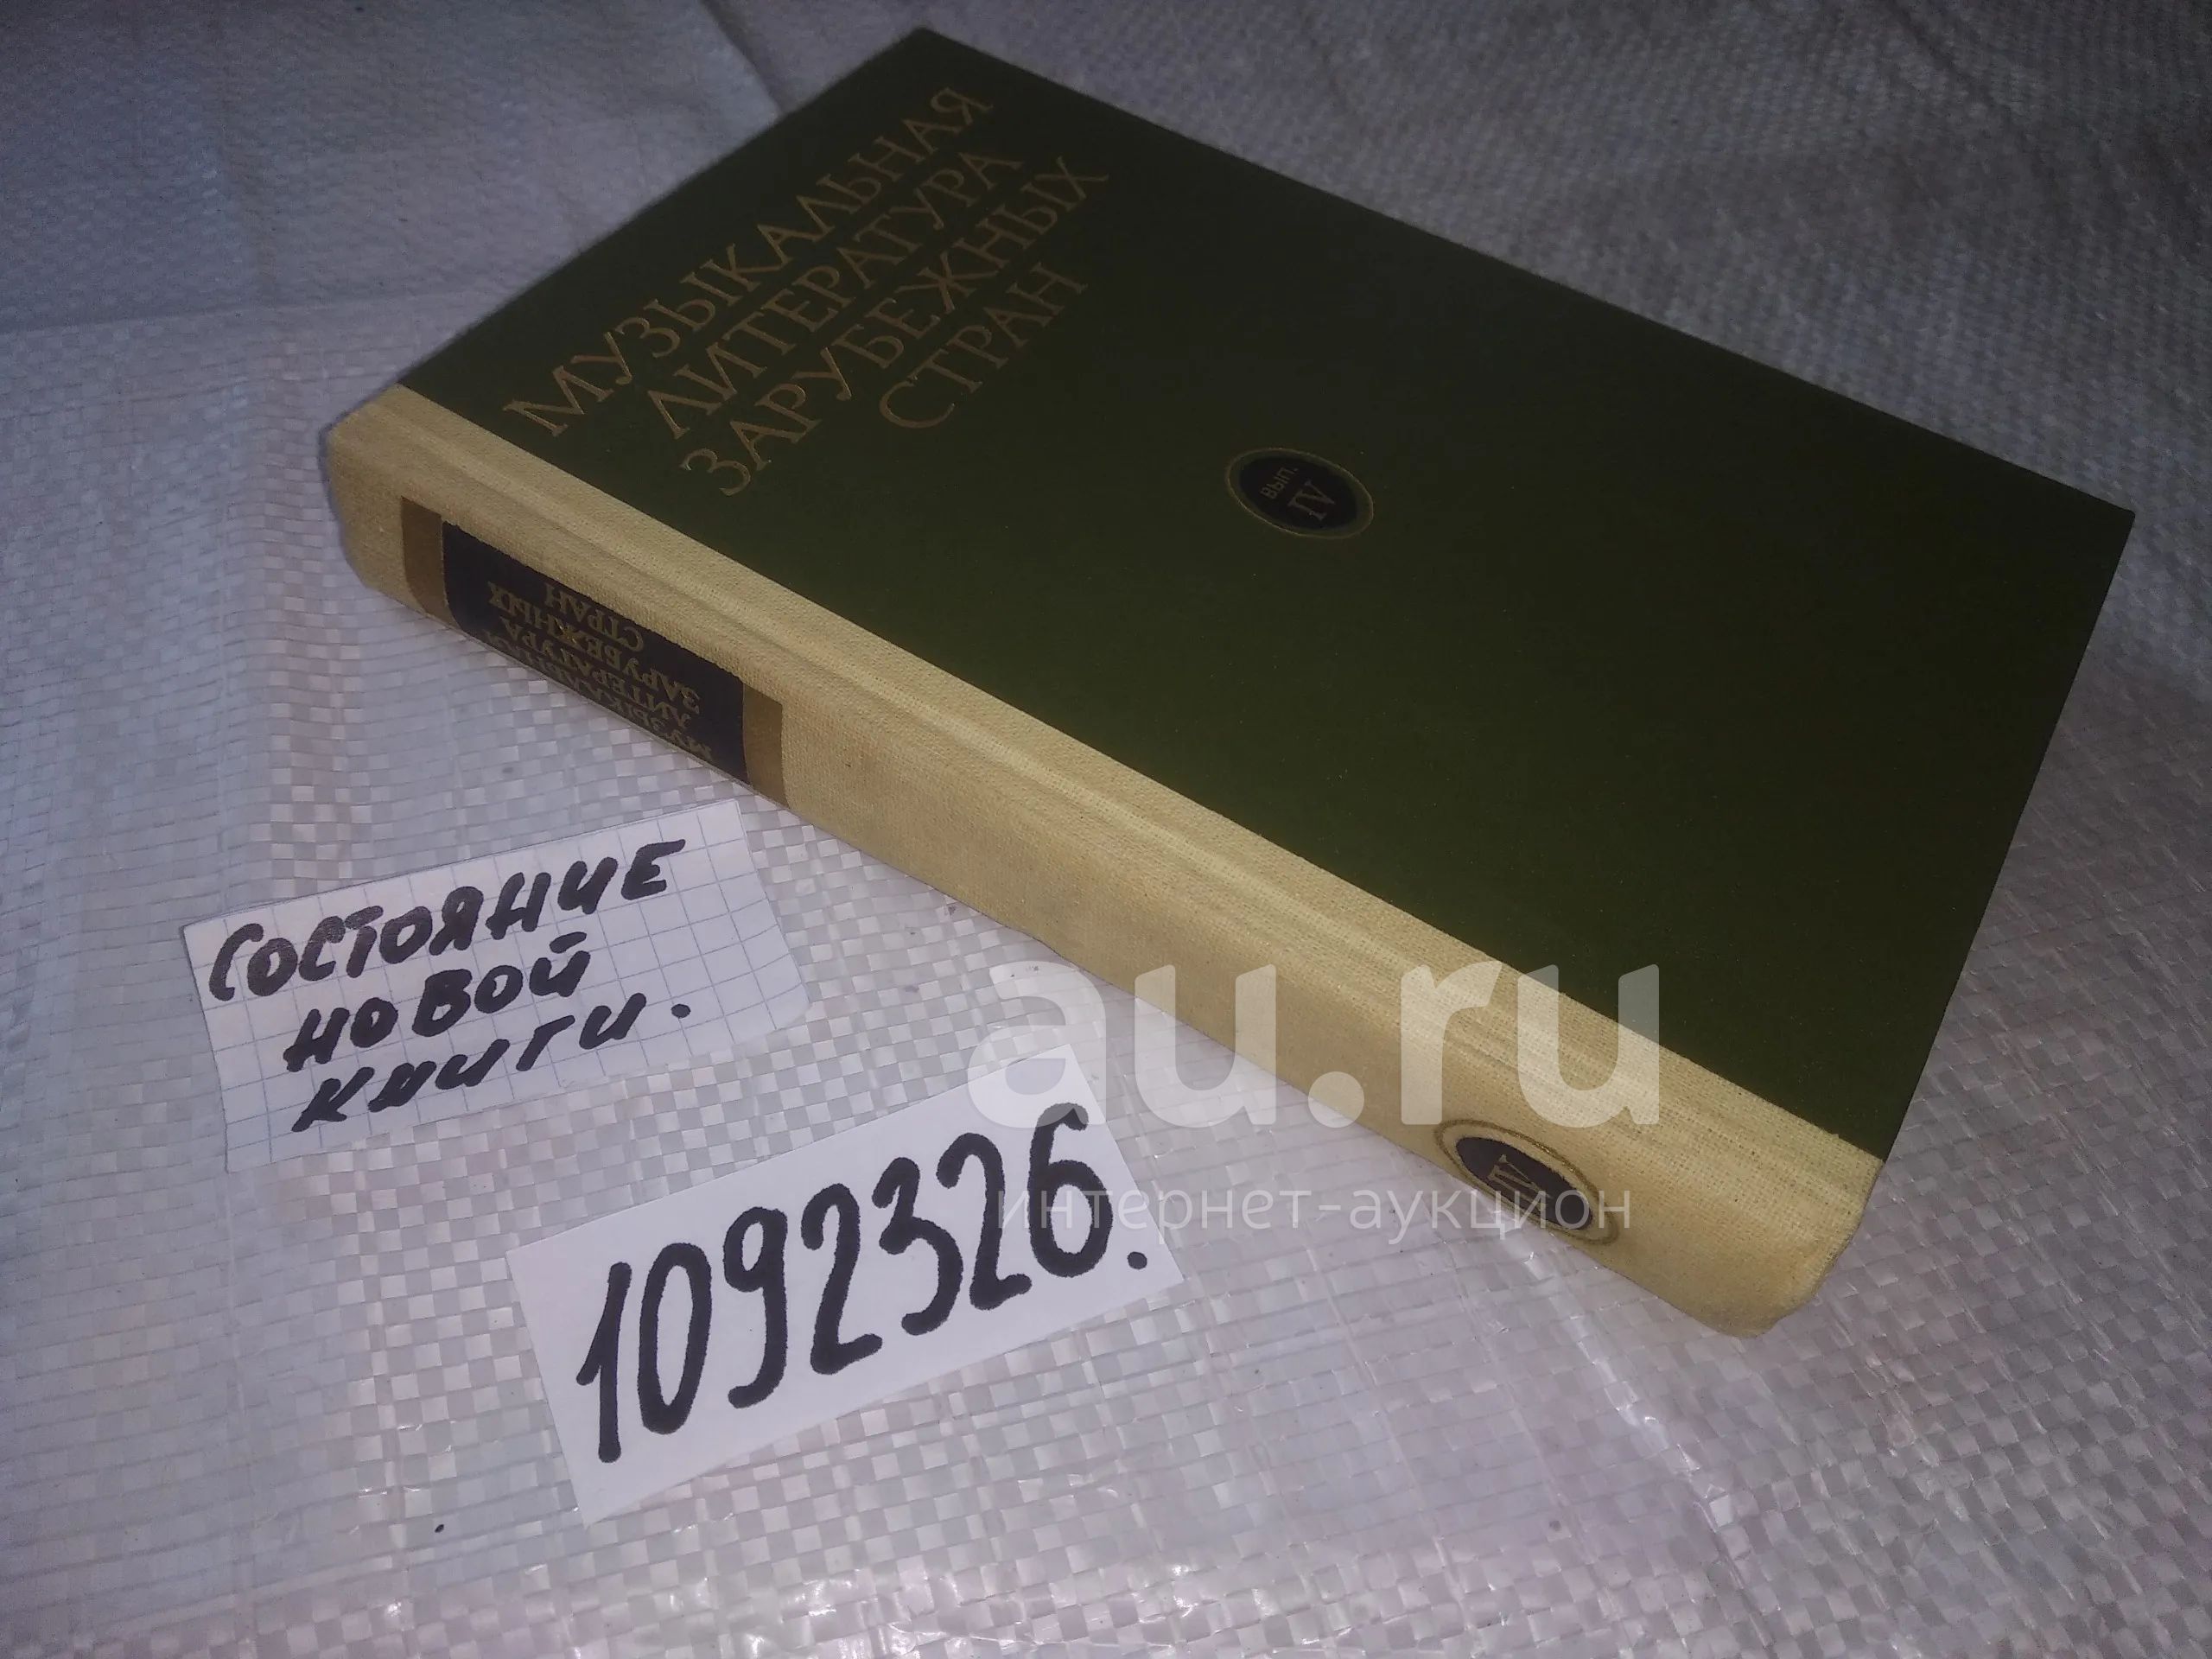 МУЗЫКАЛЬНАЯ
ЛИТЕРАТУРА
ЗАРУБЕЖНЫХ
СТРАН
ВЫП.
IV
МУЗЫКАЛЬНАЯ
ЛИТЕРАТУРА
ЗАРУБЕЖНЫХ
СТРАН
IV
СОСТОЯНИЕ
НОВОЙ
КНИГИ.
1092326.
au.ru
интернет-аукцион